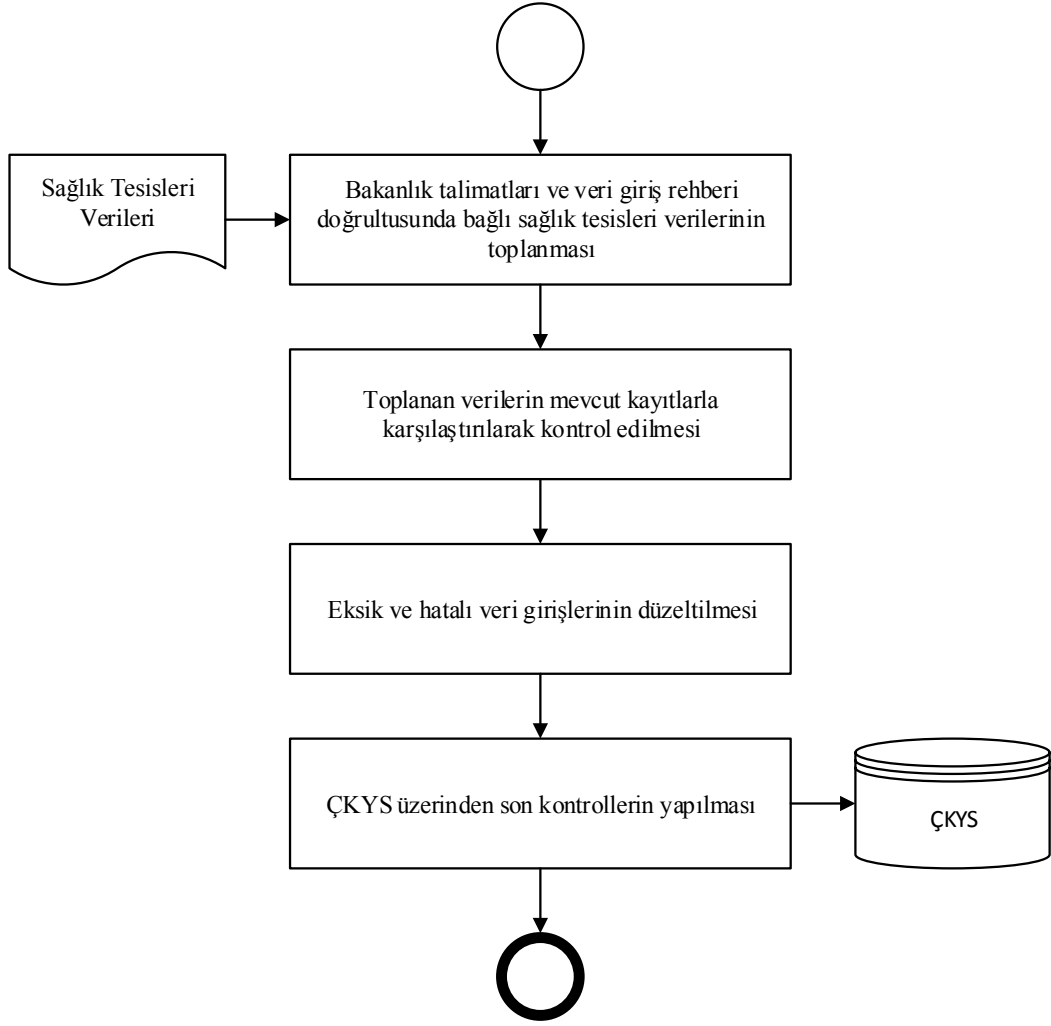 Sağlık Tesisleri
Verileri
Bakanlık talimatları ve veri giriş rehberi
doğrultusunda bağlı sağlık tesisleri verilerinin
toplanması
Toplanan verilerin mevcut kayıtlarla
karşılaştırılarak kontrol edilmesi
Eksik ve hatalı veri girişlerinin düzeltilmesi
ÇKYS üzerinden son kontrollerin yapılması
ÇKYS